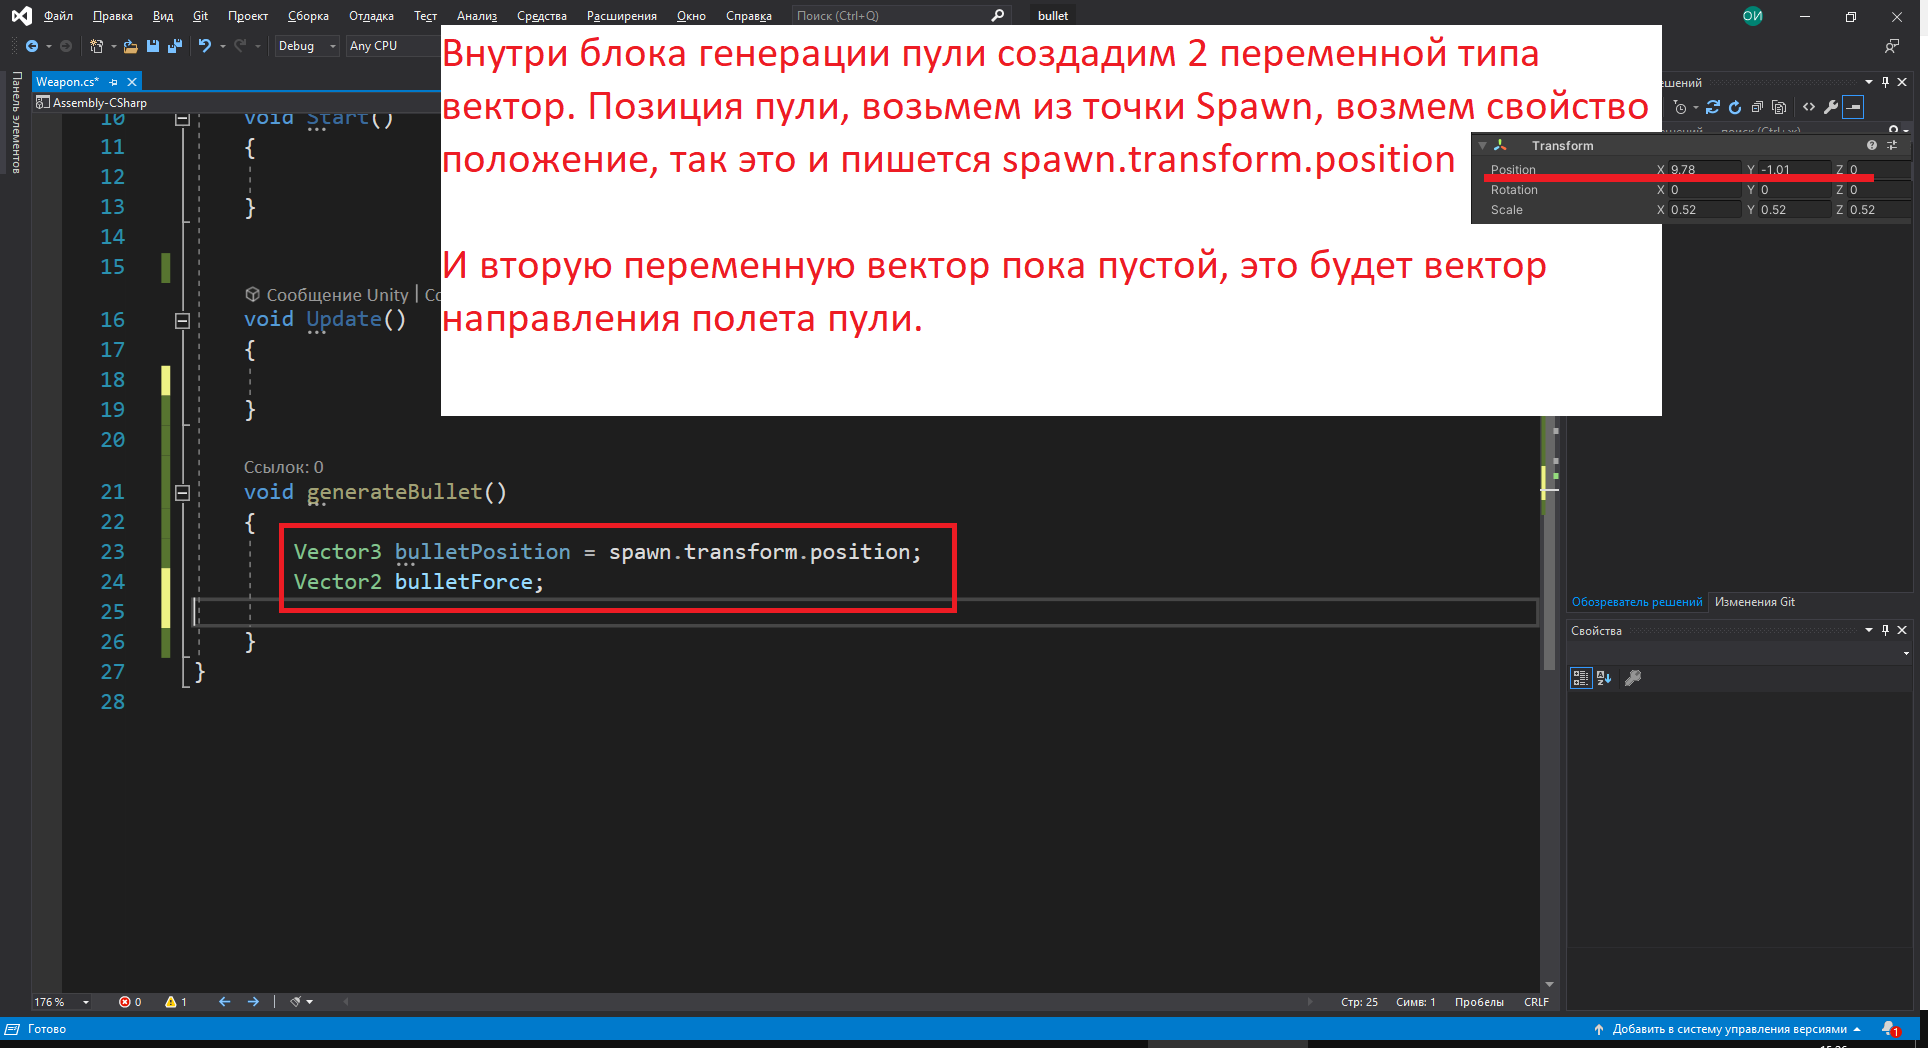 Файл Правка Вид Git Проект Сборка Отладка Тест Анализ Средства Расширения Окно Справка Поиск (Ctrl+Q) bullet ОИ
Debug Any CPU
Внутри блока генерации пули создадим 2 переменной типа
вектор. Позиция пули, возьмем из точки Spawn, возмем свойство
положение, так это и пишется spawn.transform.position
И вторую переменную вектор пока пустой, это будет вектор
направления полета пули.
Transform
Position X 9.78 Y -1.01 Z 0
Rotation X 0 Y 0 Z 0
Scale X 0.52 Y 0.52 Z 0.52
Панель элементов
Weapon.cs*
Assembly-CSharp
10 void Start()
11 {
12
13 }
14
15
Сообщение Unity | Сс
16 void Update()
17 {
18
19 }
20
Ссылок: 0
21 void generateBullet()
22 {
23 Vector3 bulletPosition = spawn.transform.position;
24 Vector2 bulletForce;
25
26 }
27 }
28
Обозреватель решений Изменения Git
Свойства
176 % 0 1 Стр: 25 Симв: 1 Пробелы CRLF
Готово Добавить в систему управления версиями 1